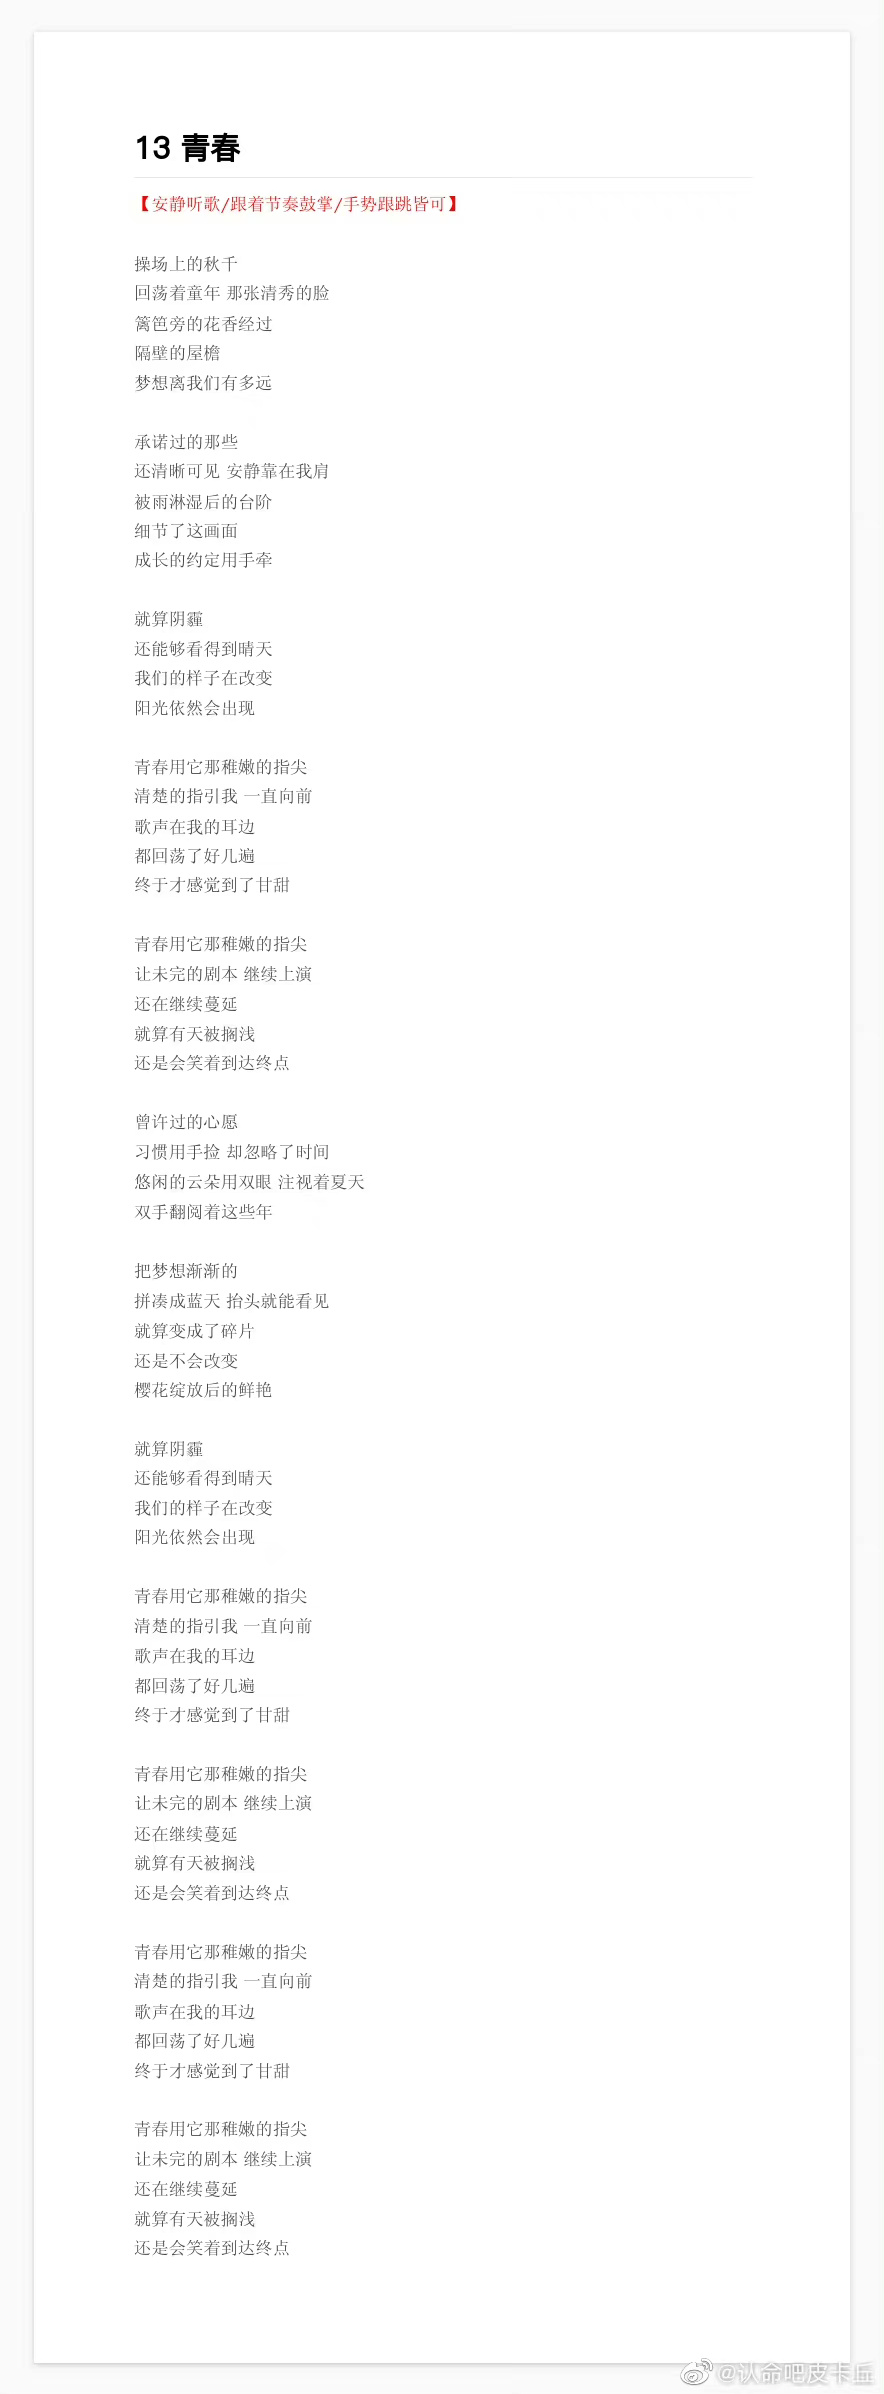 13 青春
【安静听歌/跟着节奏鼓掌/手势跟跳皆可】
操场上的秋千
回荡着童年 那张清秀的脸
篱笆旁的花香经过
隔壁的屋檐
梦想离我们有多远
承诺过的那些
还清晰可见 安静靠在我肩
被雨淋湿后的台阶
细节了这画面
成长的约定用手牵
就算阴霾
还能够看得到晴天
我们的样子在改变
阳光依然会出现
青春用它那稚嫩的指尖
清楚的指引我 一直向前
歌声在我的耳边
都回荡了好几遍
终于才感觉到了甘甜
青春用它那稚嫩的指尖
让未完的剧本 继续上演
还在继续蔓延
就算有天被搁浅
还是会笑着到达终点
曾许过的心愿
习惯用手捡 却忽略了时间
悠闲的云朵用双眼 注视着夏天
双手翻阅着这些年
把梦想渐渐的
拼凑成蓝天 抬头就能看见
就算变成了碎片
还是不会改变
樱花绽放后的鲜艳
就算阴霾
还能够看得到晴天
我们的样子在改变
阳光依然会出现
青春用它那稚嫩的指尖
清楚的指引我 一直向前
歌声在我的耳边
都回荡了好几遍
终于才感觉到了甘甜
青春用它那稚嫩的指尖
让未完的剧本 继续上演
还在继续蔓延
就算有天被搁浅
还是会笑着到达终点
青春用它那稚嫩的指尖
清楚的指引我 一直向前
歌声在我的耳边
都回荡了好几遍
终于才感觉到了甘甜
青春用它那稚嫩的指尖
让未完的剧本 继续上演
还在继续蔓延
就算有天被搁浅
还是会笑着到达终点
@认命吧皮卡丘